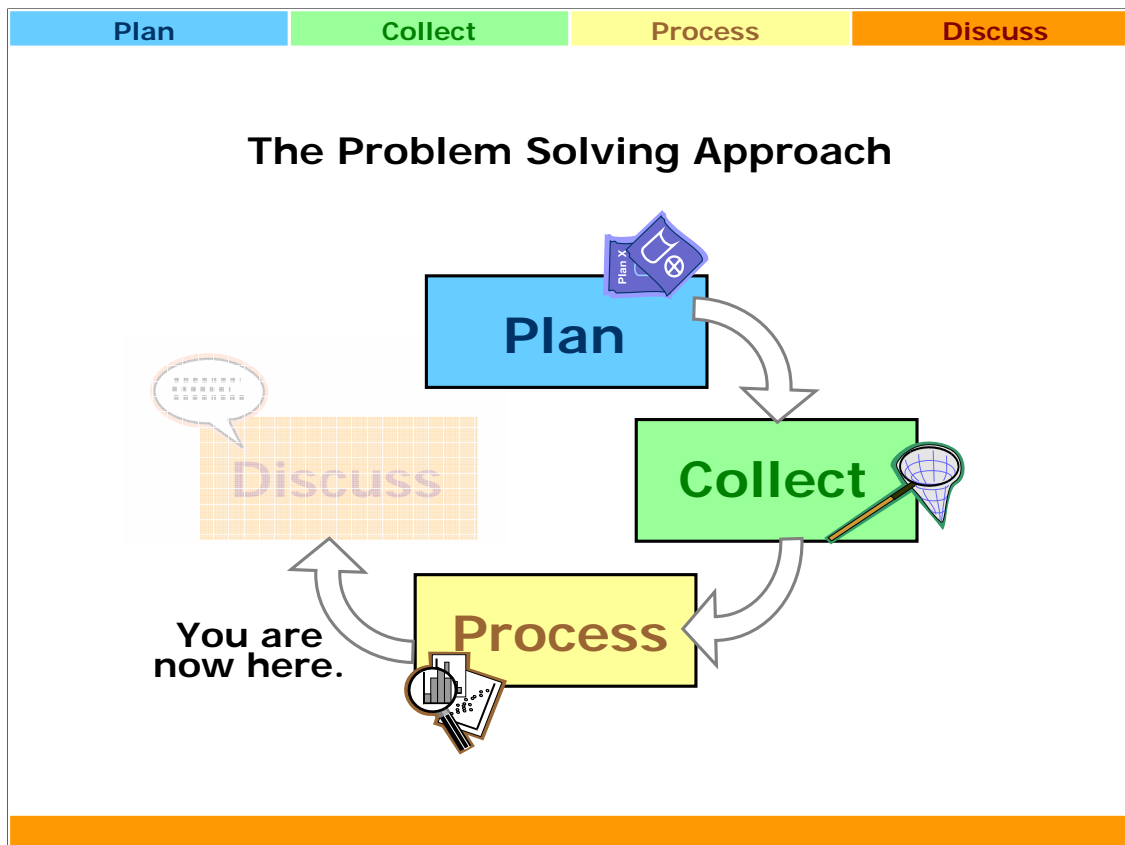 Plan
Collect
Process
Discuss
The Problem Solving Approach
Plan X
Plan
Collect
Discuss
Process
You are
now here.